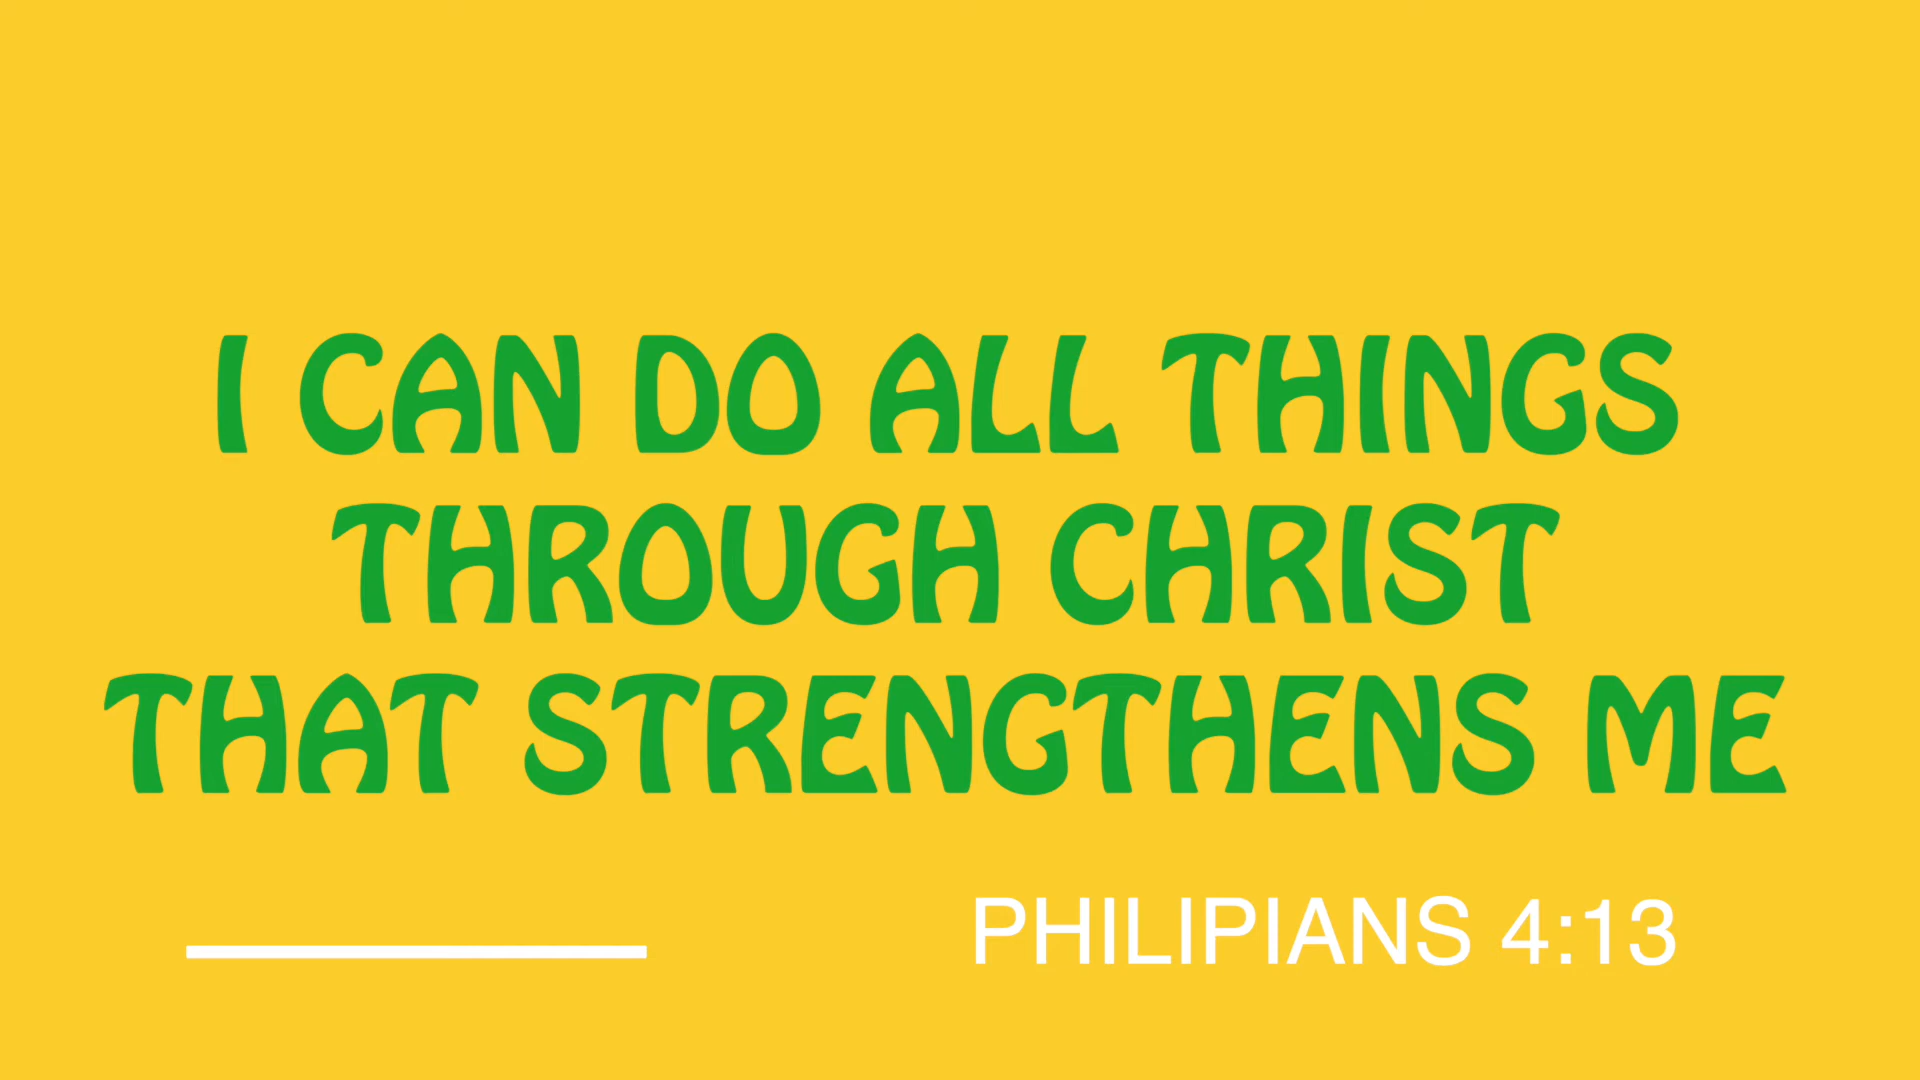 I CAN DO ALL THINGS
THROUGH CHRIST
THAT STRENGTHENS ME
PHILIPIANS 4:13